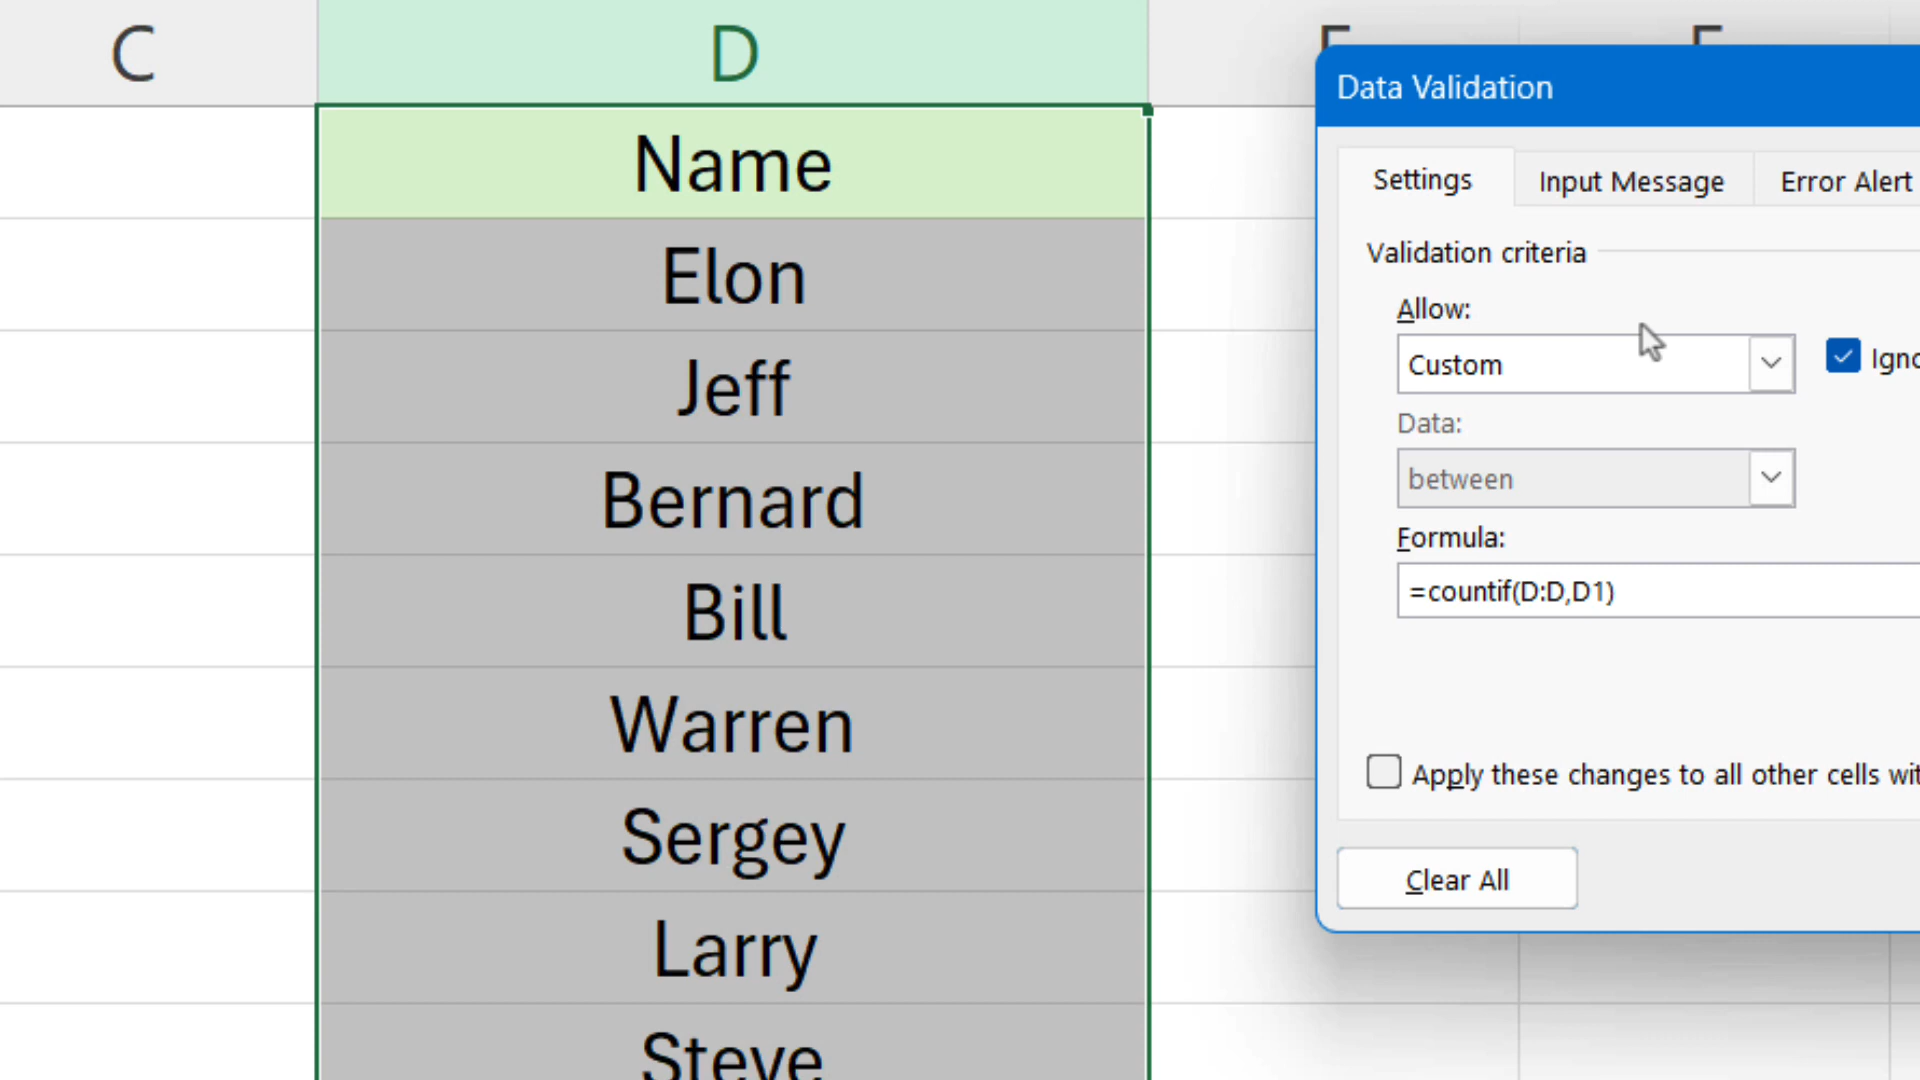 C
D
Name
Elon
Jeff
Bernard
Bill
Warren
Sergey
Larry
Steve
Data Validation
Settings
Input Message
Error Alert
Validation criteria
Allow:
Custom
Data:
between
Formula:
=countif(D:D,D1)
Apply these changes to all other cells
Clear All